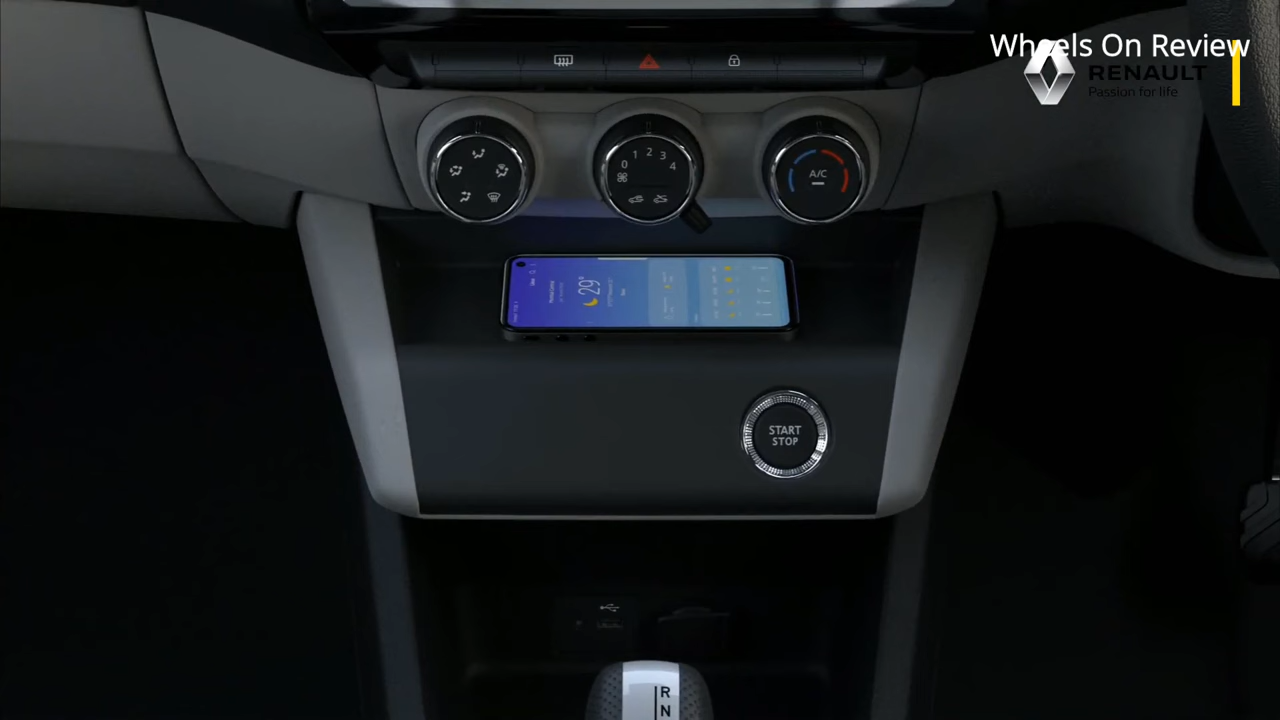 Wheels On Review
RENAULT
Passion for life
0 1 2 3 4
A/C
29°
START
STOP
R
N